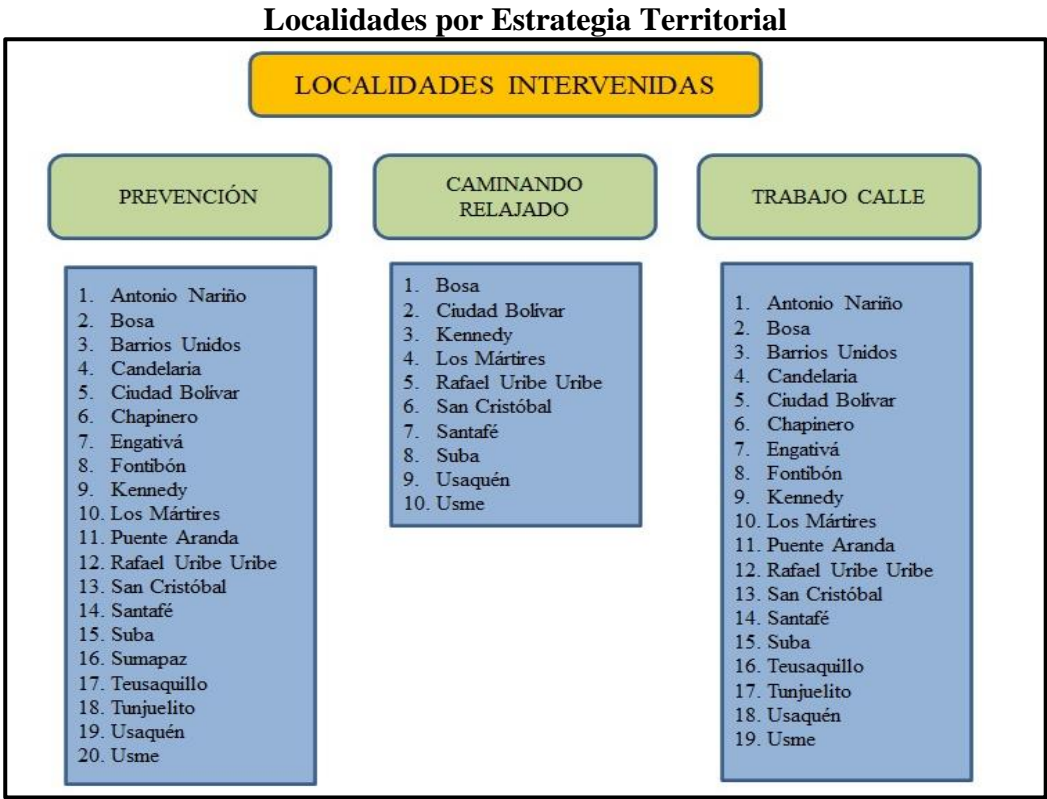 Localidades por Estrategia Territorial
LOCALIDADES INTERVENIDAS
PREVENCIÓN
1. Antonio Nariño
2. Bosa
3. Barrios Unidos
4. Candelaria
5. Ciudad Bolívar
6. Chapinero
7. Engativá
8. Fontibón
9. Kennedy
10. Los Mártires
11. Puente Aranda
12. Rafael Uribe Uribe
13. San Cristóbal
14. Santafé
15. Suba
16. Sumapaz
17. Teusaquillo
18. Tunjuelito
19. Usaquén
20. Usme
CAMINANDO
RELAJADO
1. Bosa
2. Ciudad Bolívar
3. Kennedy
4. Los Mártires
5. Rafael Uribe Uribe
6. San Cristóbal
7. Santafé
8. Suba
9. Usaquén
10. Usme
TRABAJO CALLE
1. Antonio Nariño
2. Bosa
3. Barrios Unidos
4. Candelaria
5. Ciudad Bolívar
6. Chapinero
7. Engativá
8. Fontibón
9. Kennedy
10. Los Mártires
11. Puente Aranda
12. Rafael Uribe Uribe
13. San Cristóbal
14. Santafé
15. Suba
16. Teusaquillo
17. Tunjuelito
18. Usaquén
19. Usme